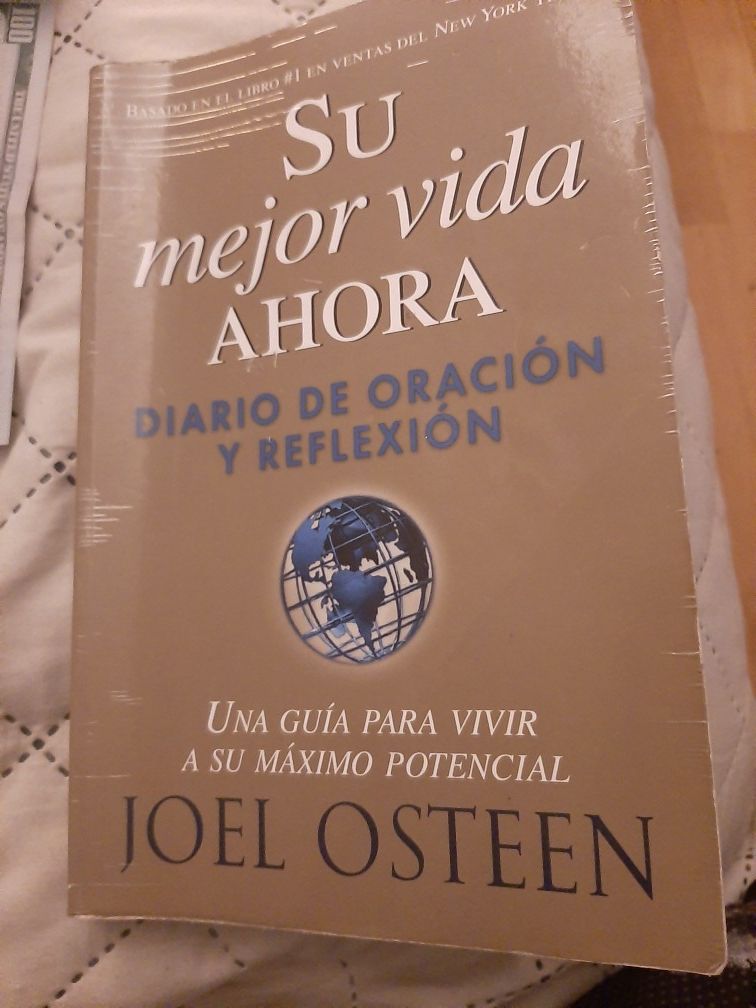 100
BASADO EN EL LIBRO #1 EN VENTAS DEL NEW YORK
SU
mejor vida
AHORA
DIARIO DE ORACIÓN
Y REFLEXIÓN
UNA GUÍA PARA VIVIR
A SU MÁXIMO POTENCIAL
JOEL OSTEEN